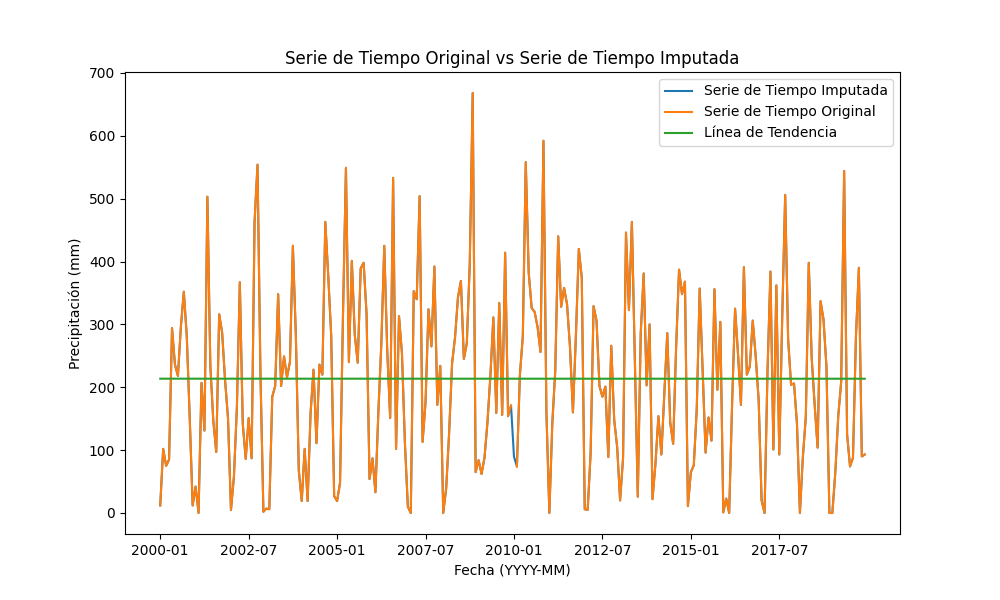 Serie de Tiempo Original vs Serie de Tiempo Imputada
Serie de Tiempo Imputada
Serie de Tiempo Original
Línea de Tendencia
Precipitación (mm)
700
600
500
400
300
200
100
0
2000-01 2002-07 2005-01 2007-07 2010-01 2012-07 2015-01 2017-07
Fecha (YYYY-MM)